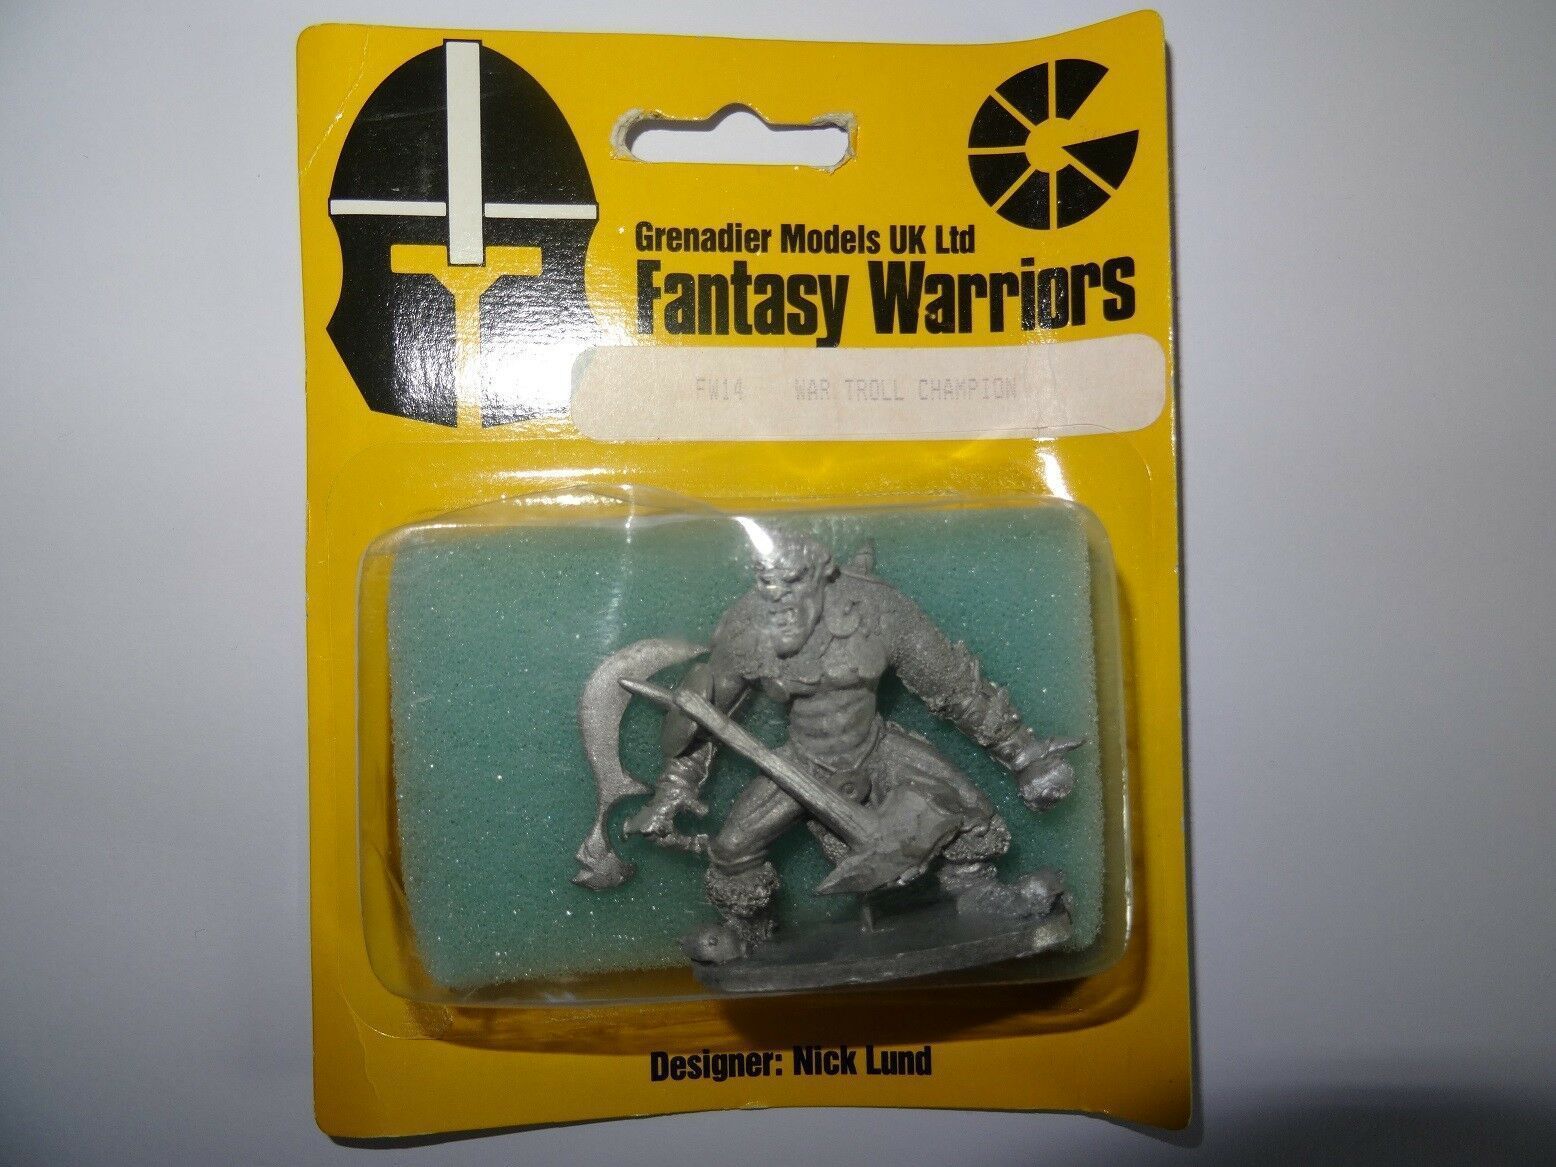 Grenadier Models UK Ltd
Fantasy Warriors
FW14 WAR TROLL CHAMPION
Designer: Nick Lund